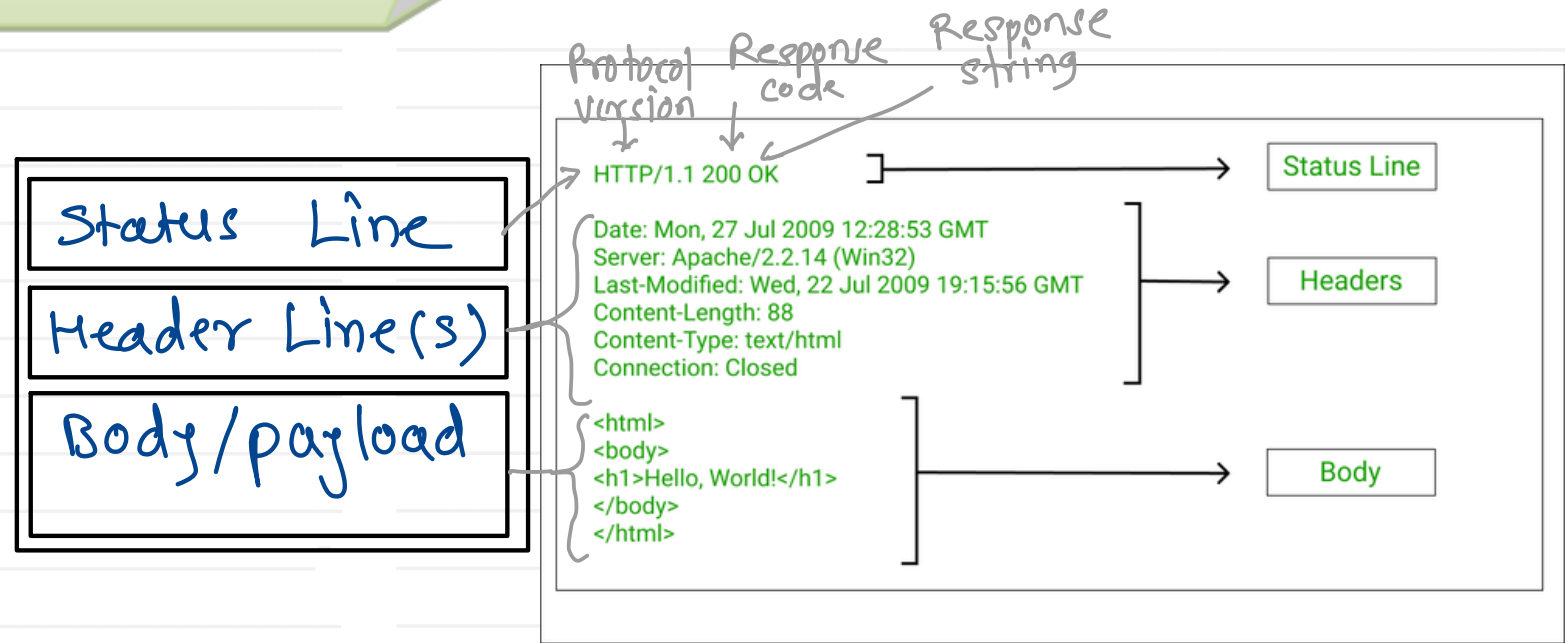 Protocol version
Response code
Response string
Status Line
Header Line(s)
Body/payload
HTTP/1.1 200 OK
Status Line
Date: Mon, 27 Jul 2009 12:28:53 GMT
Server: Apache/2.2.14 (Win32)
Last-Modified: Wed, 22 Jul 2009 19:15:56 GMT
Content-Length: 88
Content-Type: text/html
Connection: Closed
Headers
<html>
<body>
<h1>Hello, World!</h1>
</body>
</html>
Body